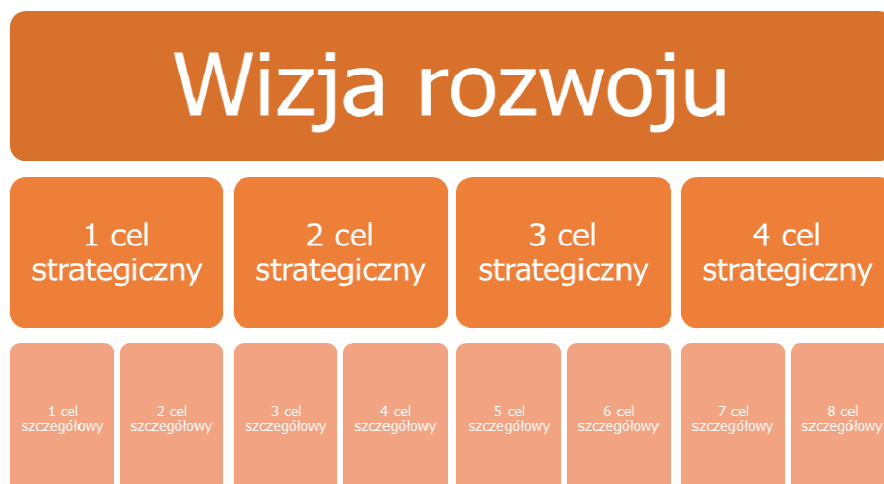 Wizja rozwoju
1 cel
strategiczny
2 cel
strategiczny
3 cel
strategiczny
4 cel
strategiczny
1 cel
szczegółowy
2 cel
szczegółowy
3 cel
szczegółowy
4 cel
szczegółowy
5 cel
szczegółowy
6 cel
szczegółowy
7 cel
szczegółowy
8 cel
szczegółowy